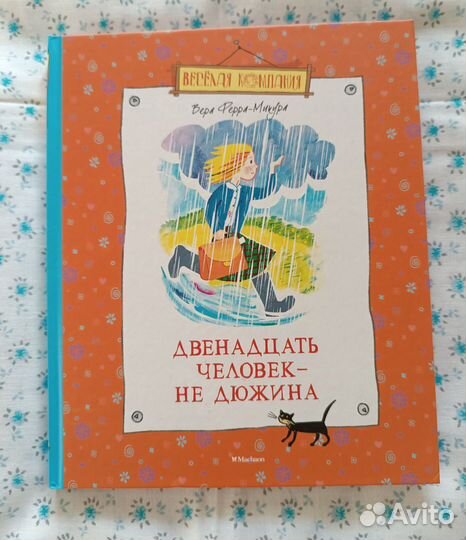 ВЕСЁЛАЯ КОМПАНИЯ
Вера Ферра-Микура
ДВЕНАДЦАТЬ
ЧЕЛОВЕК –
НЕ ДЮЖИНА
Machaon
Avito